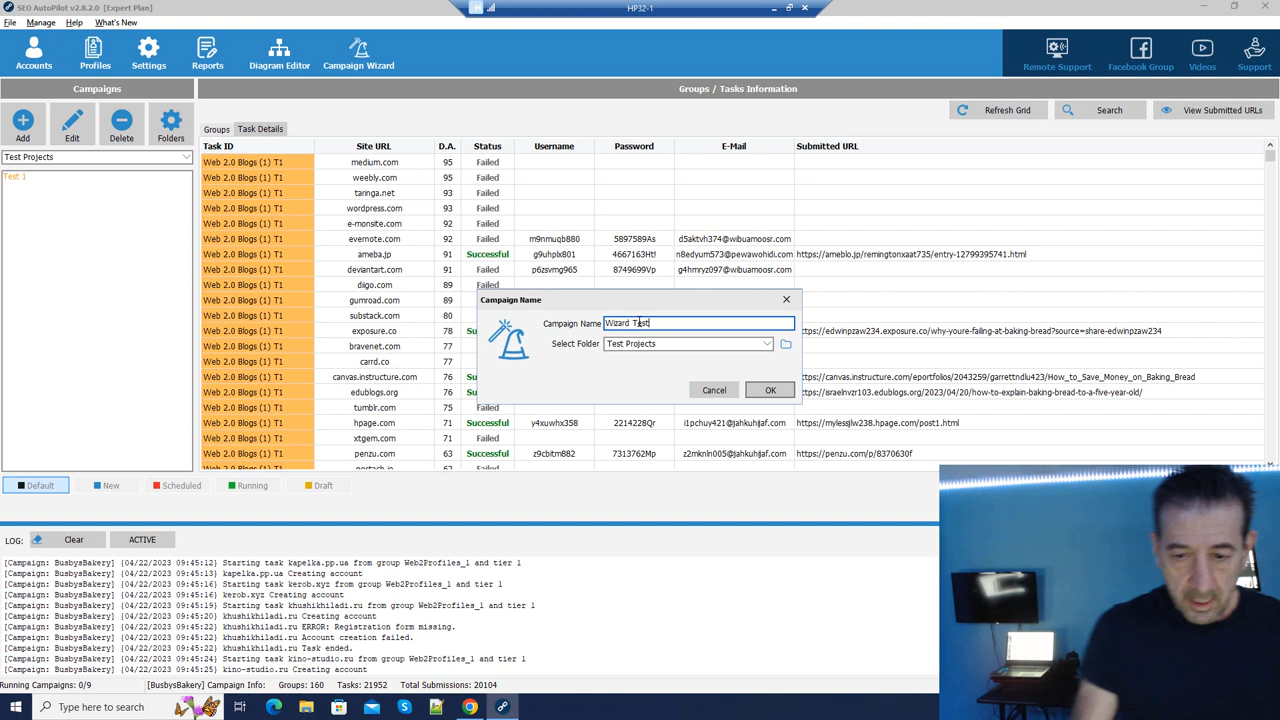 SEO AutoPilot v2.8.2.0 [Expert Plan]
HP32-1
File Manage Help What's New
Accounts Profiles Settings Reports Diagram Editor Campaign Wizard
Remote Support Facebook Group Videos Support
Campaigns
Groups / Tasks Information
Add Edit Delete Folders
Refresh Grid Search View Submitted URLs
Groups Task Details
Test Projects
Test 1
Task ID Site URL D.A. Status Username Password E-Mail Submitted URL
Web 2.0 Blogs (1) T1 medium.com 95 Failed
Web 2.0 Blogs (1) T1 weebly.com 95 Failed
Web 2.0 Blogs (1) T1 taringa.net 93 Failed
Web 2.0 Blogs (1) T1 wordpress.com 93 Failed
Web 2.0 Blogs (1) T1 e-monsite.com 92 Failed
Web 2.0 Blogs (1) T1 evernote.com 92 Failed m9nmuqb880 5897589As d5aktvh374@wibuamoosr.com
Web 2.0 Blogs (1) T1 ameba.jp 91 Successful g9uhplx801 4667163Ht! n8edyum573@pewawohidi.com https://ameblo.jp/remingtonxaat735/entry-12799395741.html
Web 2.0 Blogs (1) T1 deviantart.com 91 Failed p6zsvmg965 8749699Vp g4hmryz097@wibuamoosr.com
Web 2.0 Blogs (1) T1 diigo.com 89 Failed
Web 2.0 Blogs (1) T1 gumroad.com 89
Web 2.0 Blogs (1) T1 substack.com 80
Web 2.0 Blogs (1) T1 exposure.co 78 Su https://edwinpzaw234.exposure.co/why-youre-failing-at-baking-bread?source=share-edwinpzaw234
Web 2.0 Blogs (1) T1 bravenet.com 77
Web 2.0 Blogs (1) T1 carrd.co 77
Web 2.0 Blogs (1) T1 canvas.instructure.com 76 Su https://canvas.instructure.com/eportfolios/2043259/garrettndlu423/How_to_Save_Money_on_Baking_Bread
Web 2.0 Blogs (1) T1 edublogs.org 76 Su https://israelnvzr103.edublogs.org/2023/04/20/how-to-explain-baking-bread-to-a-five-year-old/
Web 2.0 Blogs (1) T1 tumblr.com 75 Failed
Web 2.0 Blogs (1) T1 hpage.com 71 Successful y4xuwhx358 2214228Qr i1pchuy421@jahkuhjjaf.com https://mylessjlw238.hpage.com/post1.html
Web 2.0 Blogs (1) T1 xtgem.com 71 Failed
Web 2.0 Blogs (1) T1 penzu.com 63 Successful z9cbitm882 7313762Mp z2mknln005@jahkuhjjaf.com https://penzu.com/p/8370630f
Campaign Name
Campaign Name Wizard Test
Select Folder Test Projects
Cancel OK
Default New Scheduled Running Draft
LOG: Clear ACTIVE
[Campaign: BusbysBakery] {04/22/2023 09:45:12} Starting task kapelka.pp.ua from group Web2Profiles_1 and tier 1
[Campaign: BusbysBakery] {04/22/2023 09:45:13} kapelka.pp.ua Creating account
[Campaign: BusbysBakery] {04/22/2023 09:45:16} Starting task kerob.xyz from group Web2Profiles_1 and tier 1
[Campaign: BusbysBakery] {04/22/2023 09:45:16} kerob.xyz Creating account
[Campaign: BusbysBakery] {04/22/2023 09:45:19} Starting task khushikhiladi.ru from group Web2Profiles_1 and tier 1
[Campaign: BusbysBakery] {04/22/2023 09:45:20} khushikhiladi.ru Creating account
[Campaign: BusbysBakery] {04/22/2023 09:45:22} khushikhiladi.ru ERROR: Registration form missing.
[Campaign: BusbysBakery] {04/22/2023 09:45:22} khushikhiladi.ru Account creation failed.
[Campaign: BusbysBakery] {04/22/2023 09:45:22} khushikhiladi.ru Task ended.
[Campaign: BusbysBakery] {04/22/2023 09:45:24} Starting task kino-studio.ru from group Web2Profiles_1 and tier 1
[Campaign: BusbysBakery] {04/22/2023 09:45:25} kino-studio.ru Creating account
Running Campaigns: 0/9 [BusbysBakery] Campaign Info: Groups: 160 Tasks: 21952 Total Submissions: 20104
Type here to search